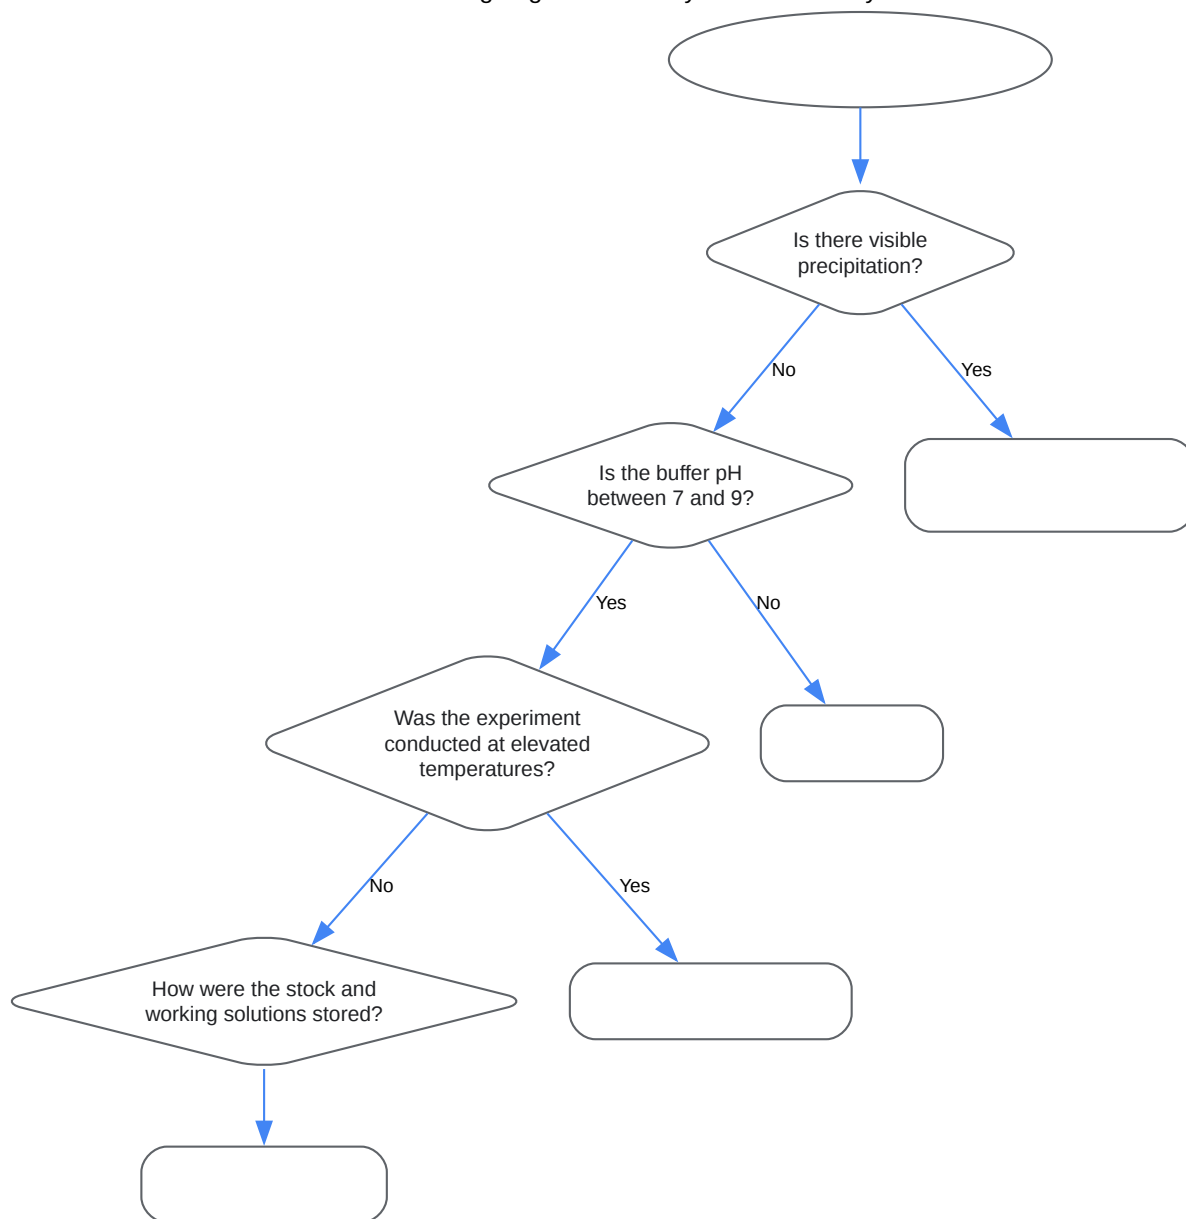 Is there visible
precipitation?
No
Yes
Is the buffer pH
between 7 and 9?
Yes
No
Was the experiment
conducted at elevated
temperatures?
No
Yes
How were the stock and
working solutions stored?